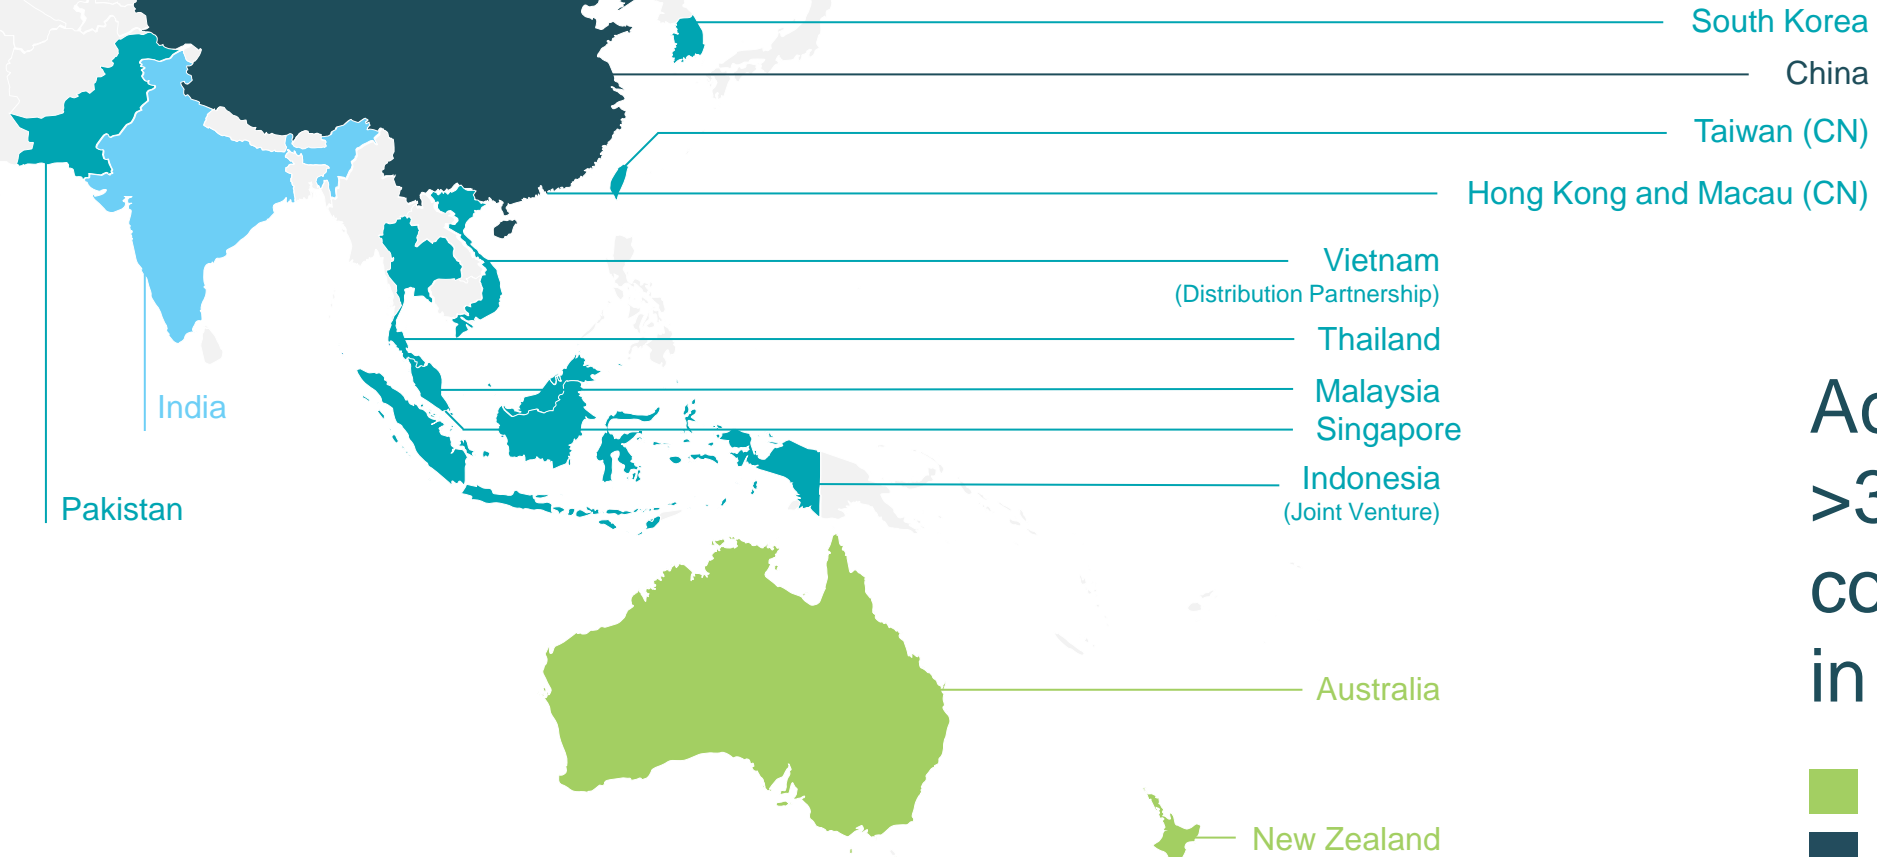 South Korea
China
Taiwan (CN)
Hong Kong and Macau (CN)
Vietnam
(Distribution Partnership)
Thailand
Malaysia
Singapore
Indonesia
(Joint Venture)
India
Pakistan
Australia
New Zealand
in